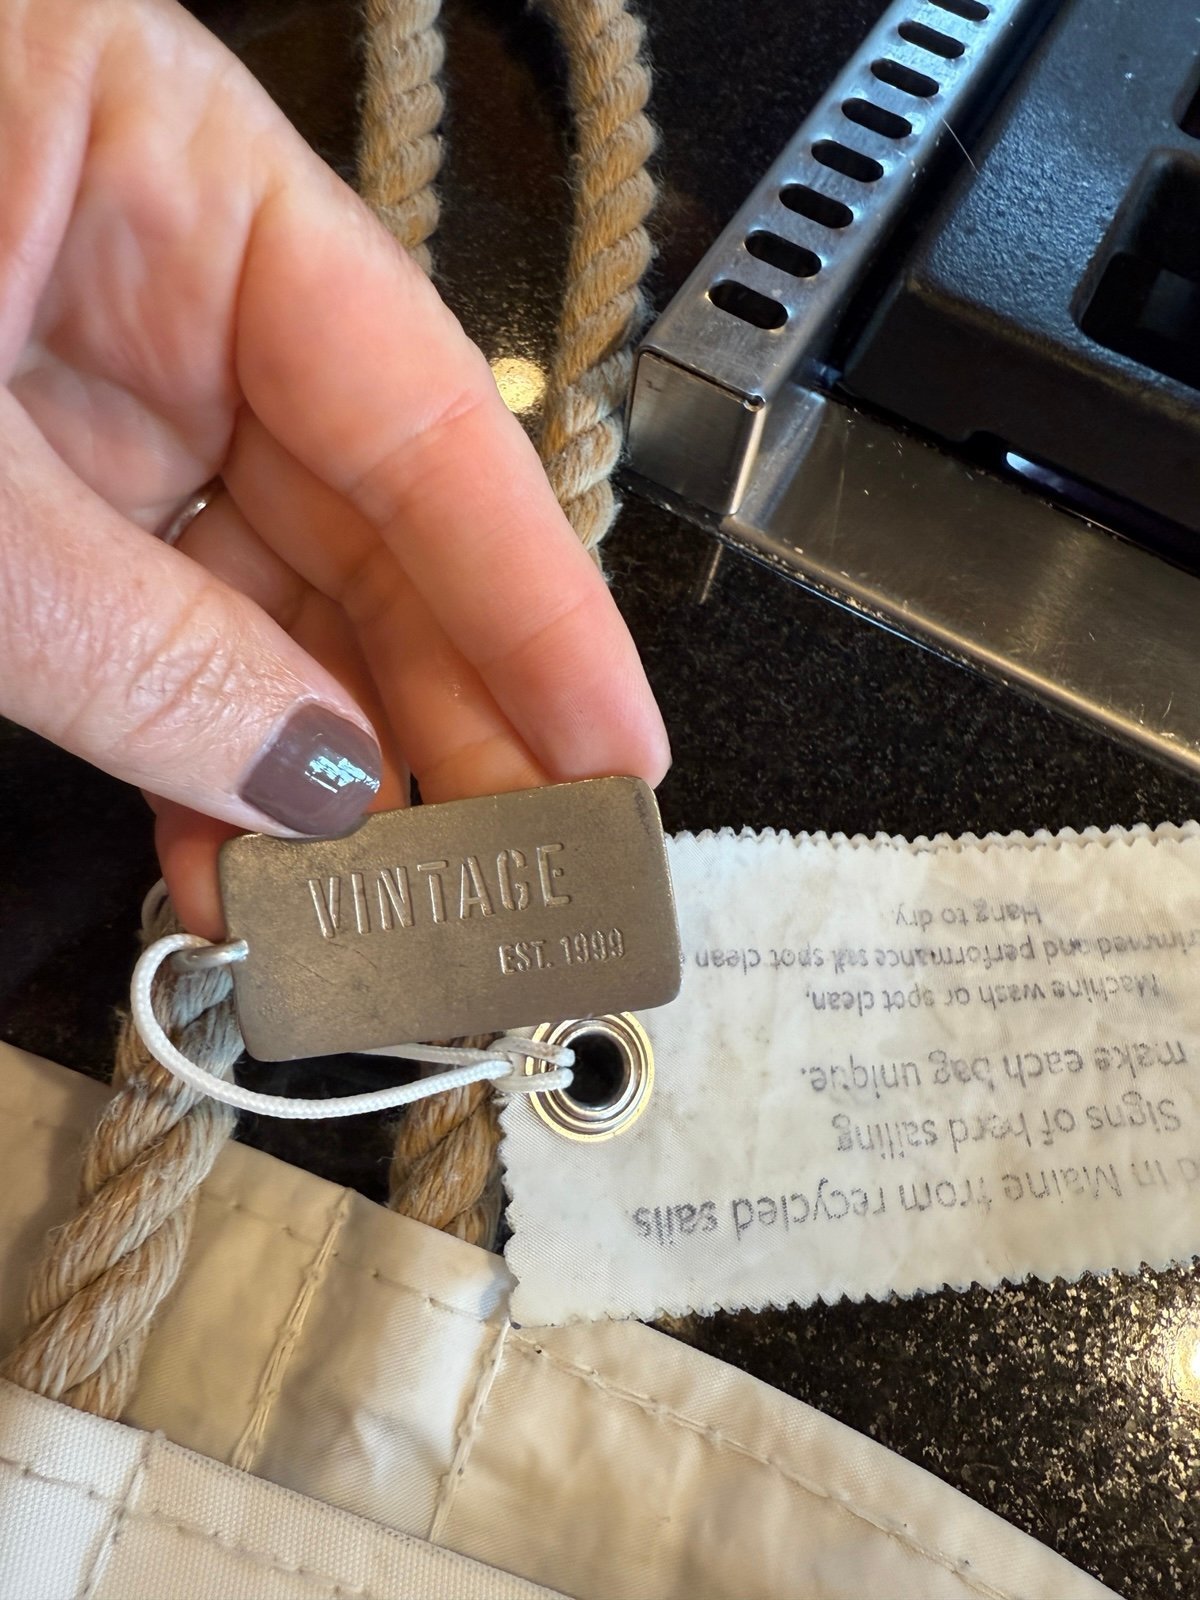 VINTAGE
EST. 1999
d in Maine from recycled sails.
Signs of hard sailing
make each bag unique.
Machine wash or spot clean.
rimmed and performance sail spot clean
Hang to dry.